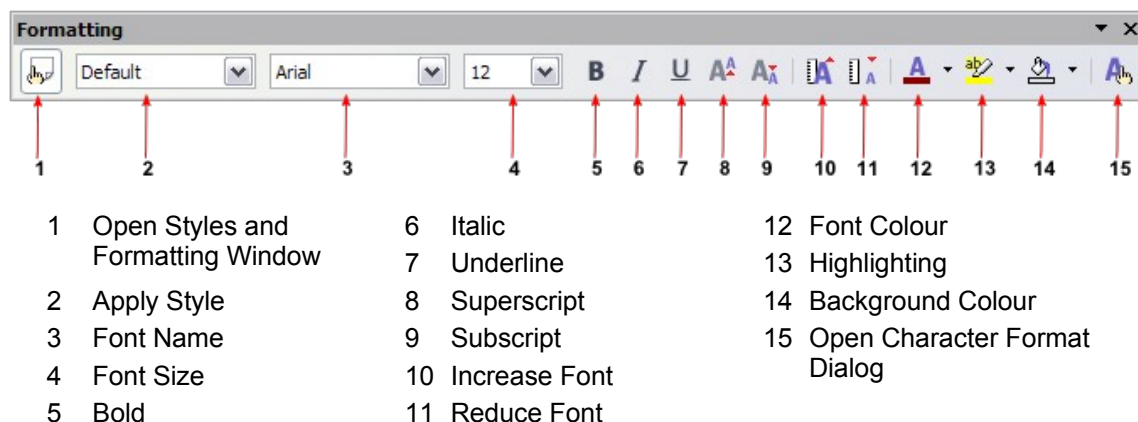 Formatting
Default Arial 12 B I U
1 2 3 4 5 6 7 8 9 10 11 12 13 14 15
1 Open Styles and
Formatting Window
2 Apply Style
3 Font Name
4 Font Size
5 Bold
6 Italic
7 Underline
8 Superscript
9 Subscript
10 Increase Font
11 Reduce Font
12 Font Colour
13 Highlighting
14 Background Colour
15 Open Character Format
Dialog